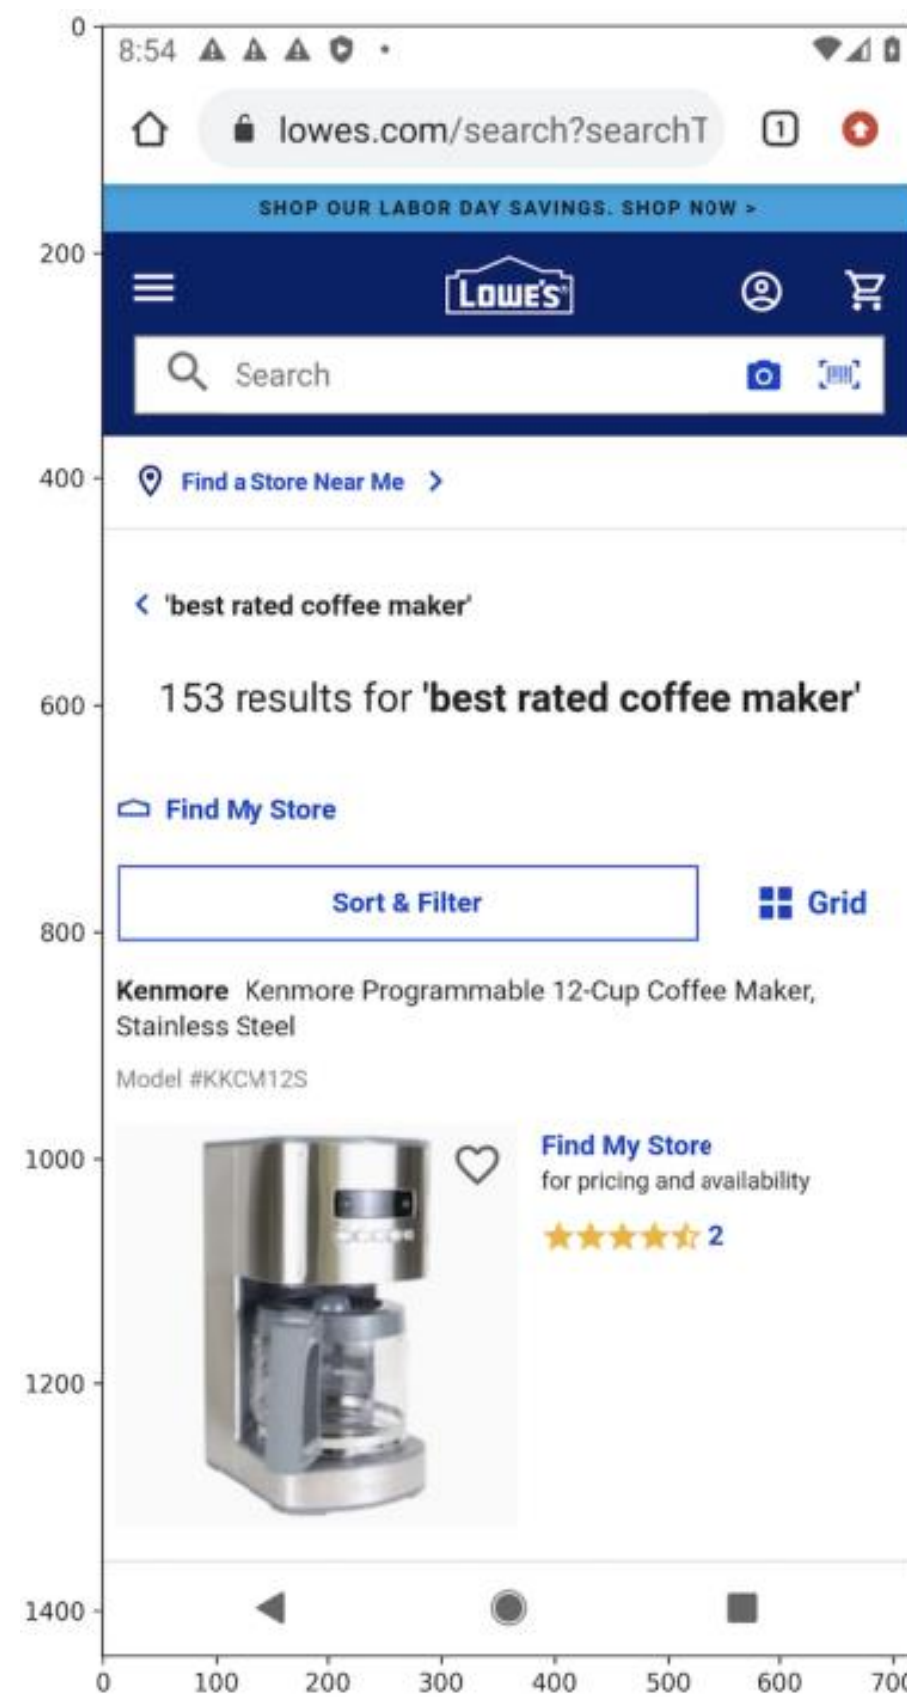 0
8:54
1
lowes.com/search?searchT
SHOP OUR LABOR DAY SAVINGS. SHOP NOW >
200
LOWE'S
Search
400
Find a Store Near Me >
< 'best rated coffee maker'
600
153 results for 'best rated coffee maker'
Find My Store
800
Sort & Filter
Grid
Kenmore Kenmore Programmable 12-Cup Coffee Maker,
Stainless Steel
Model #KKCM12S
1000
Find My Store
for pricing and availability
2
1200
1400
0 100 200 300 400 500 600 700